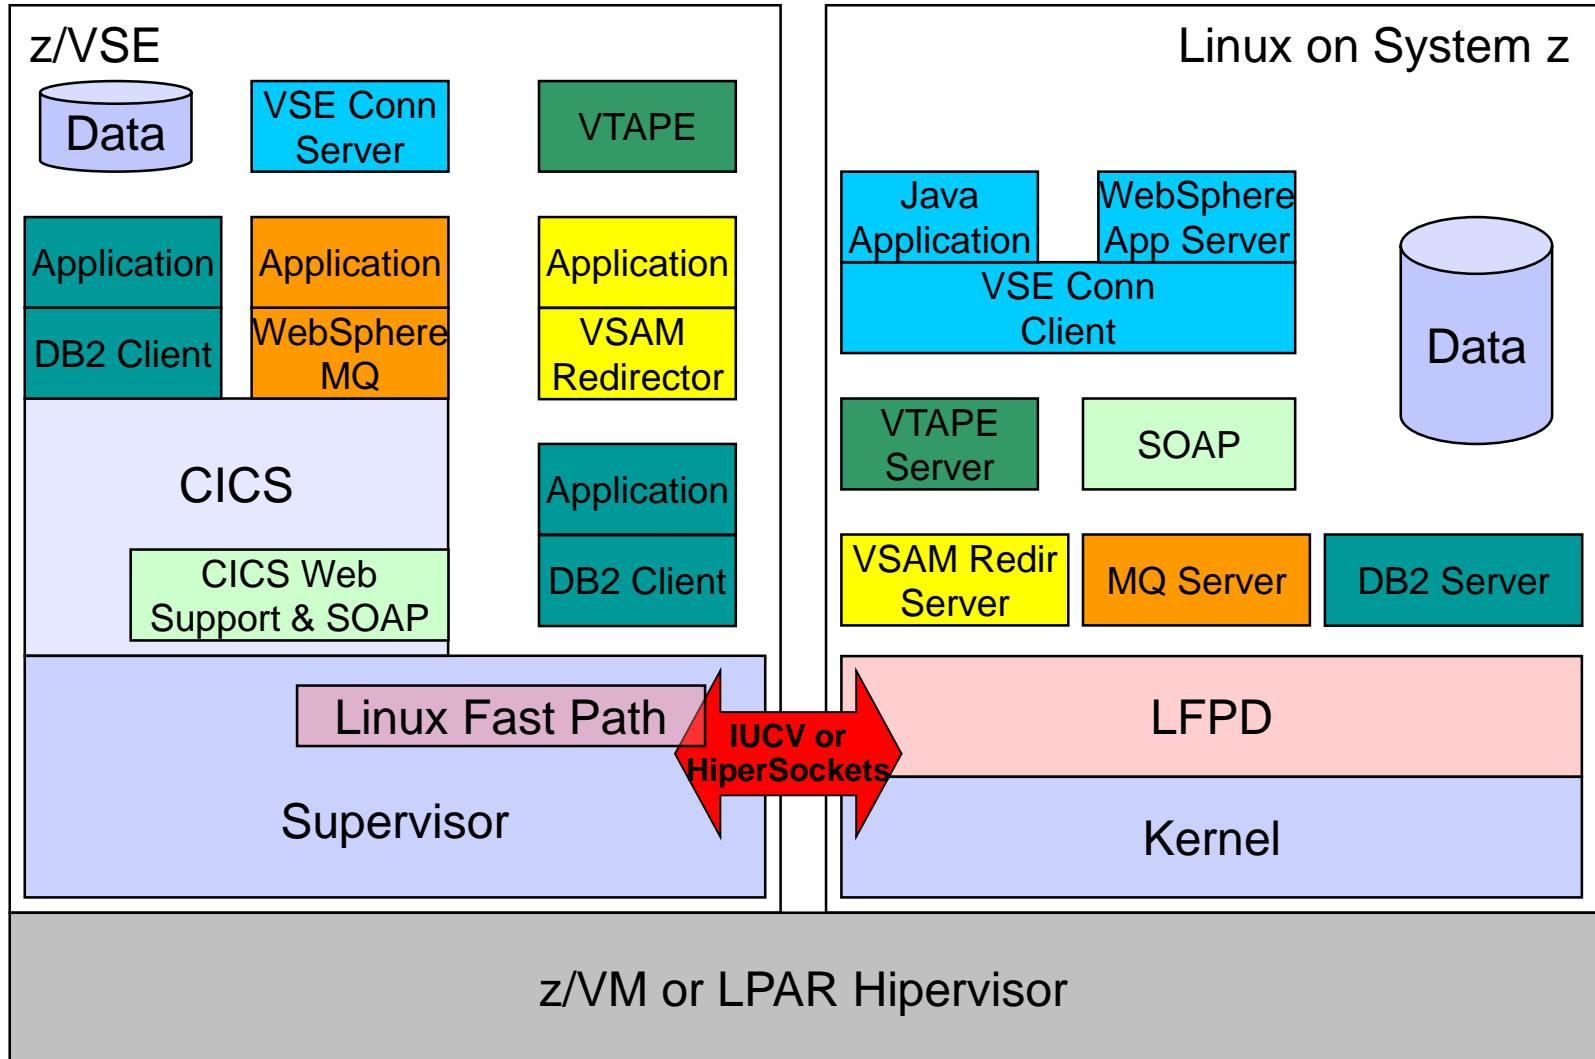 z/VSE
Data
VSE Conn
Server
VTAPE
Application
DB2 Client
Application
WebSphere
MQ
Application
VSAM
Redirector
CICS
CICS Web
Support & SOAP
Application
DB2 Client
Linux Fast Path
Supervisor
IUCV or
HiperSockets
Linux on System z
Java
Application
WebSphere
App Server
VSE Conn
Client
Data
VTAPE
Server
SOAP
VSAM Redir
Server
MQ Server
DB2 Server
LFPD
Kernel
z/VM or LPAR Hipervisor